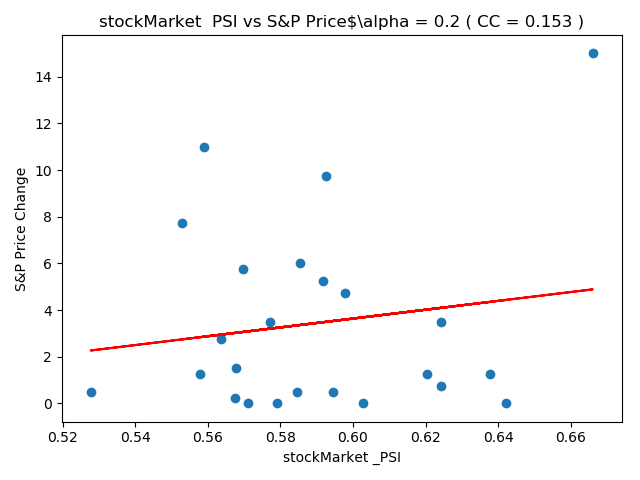 stockMarket  PSI vs S&P Price$\alpha = 0.2 ( CC = 0.153 )
S&P Price Change
14
12
10
8
6
4
2
0
0.52 0.54 0.56 0.58 0.60 0.62 0.64 0.66
stockMarket _PSI